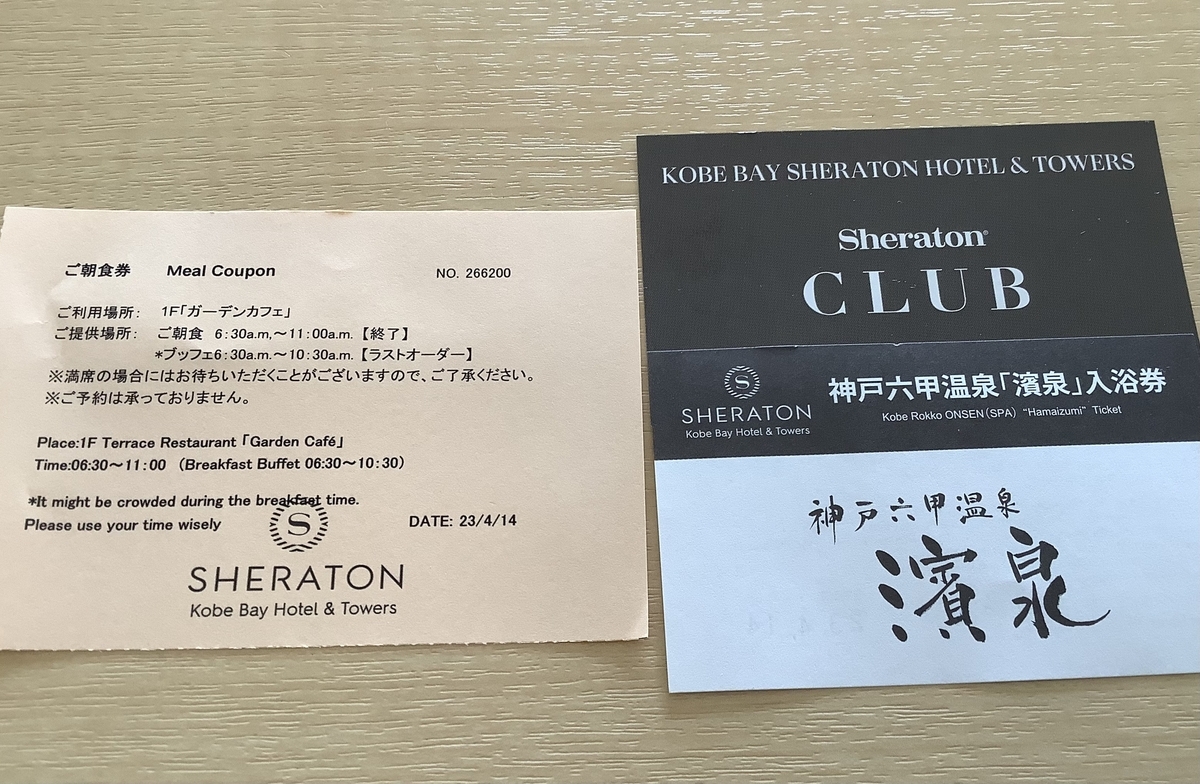 ご朝食券 Meal Coupon NO. 266200
ご利用場所: 1F「ガーデンカフェ」
ご提供場所: ご朝食 6:30a.m,~11:00a.m.【終了】
*ブッフェ6:30a.m.~10:30a.m.【ラストオーダー】
※満席の場合にはお待ちいただくことがございますので、ご了承ください。
※ご予約は承っておりません。
Place:1F Terrace Restaurant「Garden Café」
Time:06:30~11:00 (Breakfast Buffet 06:30~10:30)
*It might be crowded during the breakfast time.
Please use your time wisely
DATE: 23/4/14
S
SHERATON
Kobe Bay Hotel & Towers
KOBE BAY SHERATON HOTEL & TOWERS
Sheraton®
CLUB
S
SHERATON
Kobe Bay Hotel & Towers
神戸六甲温泉「濱泉」入浴券
Kobe Rokko ONSEN(SPA) "Hamaizumi" Ticket
神戸六甲温泉
濱泉